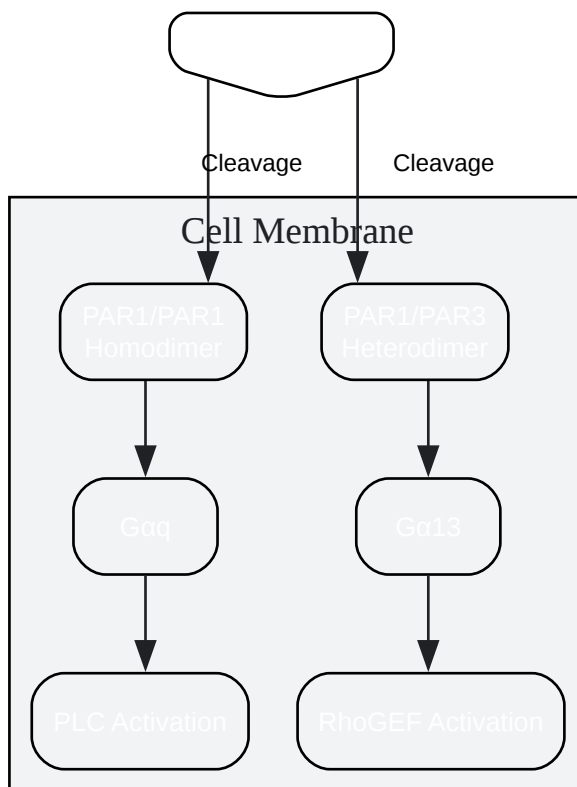 Cleavage
Cleavage
Cell Membrane
PAR1/PAR1
Homodimer
PAR1/PAR3
Heterodimer
Gαq
Gα13
PLC Activation
RhoGEF Activation